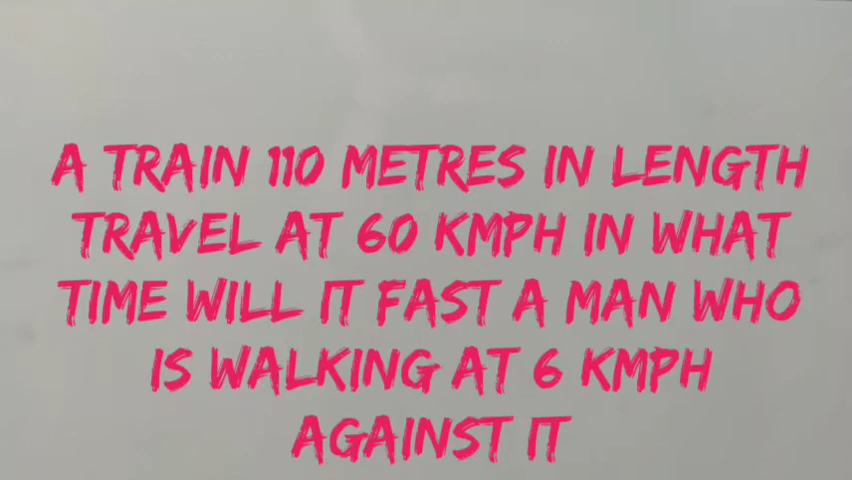 A TRAIN 110 METRES IN LENGTH
TRAVEL AT 60 KMPH IN WHAT
TIME WILL IT FAST A MAN WHO
IS WALKING AT 6 KMPH
AGAINST IT